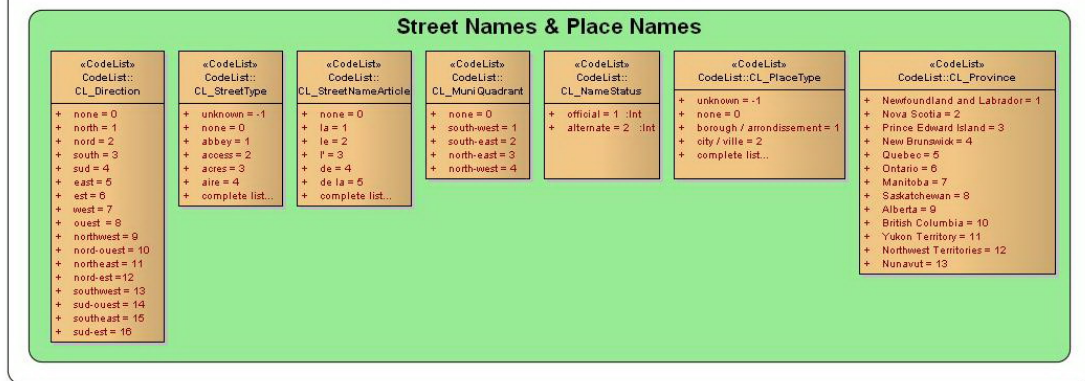 Street Names & Place Names
«CodeList»
CodeList::
CL_Direction
+ none = 0
+ north = 1
+ nord = 2
+ south = 3
+ sud = 4
+ east = 5
+ est = 6
+ west = 7
+ ouest = 8
+ northwest = 9
+ nord-ouest = 10
+ northeast = 11
+ nord-est =12
+ southwest = 13
+ sud-ouest = 14
+ southeast = 15
+ sud-est = 16
«CodeList»
CodeList::
CL_StreetType
+ unknown = -1
+ none = 0
+ abbey = 1
+ access = 2
+ acres = 3
+ aire = 4
+ complete list...
«CodeList»
CodeList::
CL_StreetNameArticle
+ none = 0
+ la = 1
+ le = 2
+ l' = 3
+ de = 4
+ de la = 5
+ complete list...
«CodeList»
CodeList::
CL_MuniQuadrant
+ none = 0
+ south-west = 1
+ south-east = 2
+ north-east = 3
+ north-west = 4
«CodeList»
CodeList::
CL_NameStatus
+ official = 1 :Int
+ alternate = 2 :Int
«CodeList»
CodeList::CL_PlaceType
+ unknown = -1
+ none = 0
+ borough / arrondissement = 1
+ city / ville = 2
+ complete list...
«CodeList»
CodeList::CL_Province
+ Newfoundland and Labrador = 1
+ Nova Scotia = 2
+ Prince Edward Island = 3
+ New Brunswick = 4
+ Quebec = 5
+ Ontario = 6
+ Manitoba = 7
+ Saskatchewan = 8
+ Alberta = 9
+ British Columbia = 10
+ Yukon Territory = 11
+ Northwest Territories = 12
+ Nunavut = 13